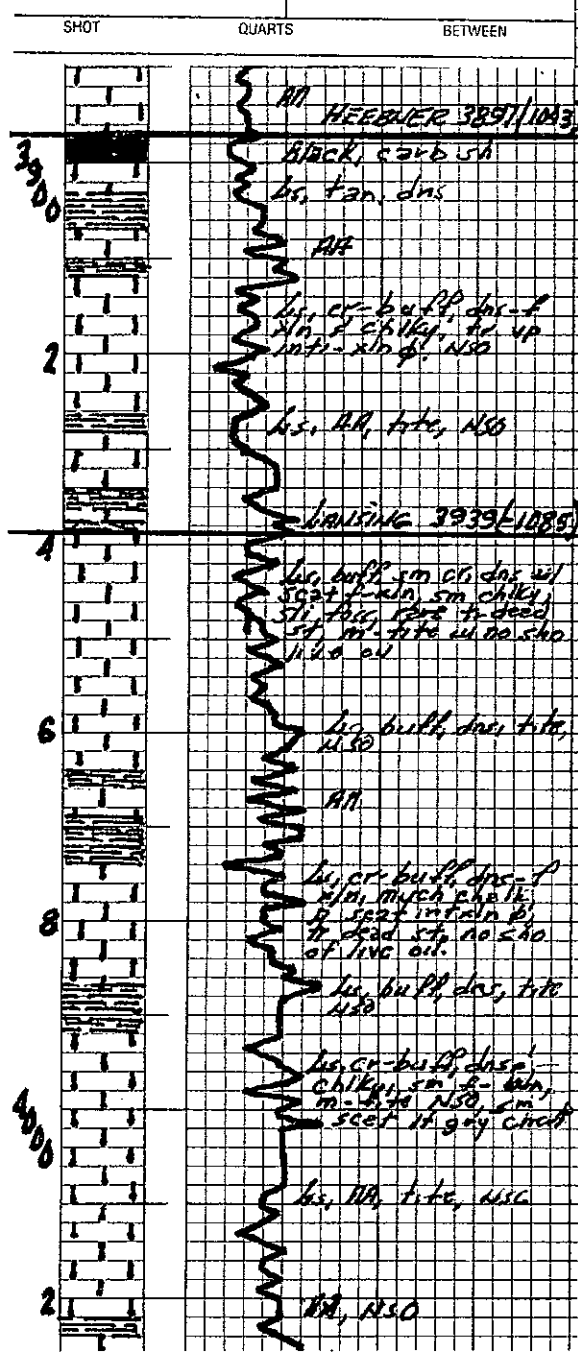 SHOT QUARTS BETWEEN
AA
HEEBNER 3897/1043
Black, carb sh
3900
Ls, tan, dns
AA
Ls, cr-buff, dns-f
xln & chlky, tr vp
inti-xln ϕ. NSO
2
Ls, AA, tite, NSO
LANSING 3939/-1085)
4
Ls, buff, sm cr, dns w/
scat f-xln, sm chlky,
sli foss, rare tr dead
st, m-tite w no sho
live oil
6
Ls, buff, dns, tite,
NSO
AA
Ls, cr-buff, dns-f
xln, much chalk
scat intxln ϕ,
tr dead st, no sho
of live oil.
8
Ls, buff, dns, tite
NSO
Ls, cr-buff, dns,
chlky, sm f-xln,
m-tite NSO, sm
scat lt gry chert
4000
Ls, AA, tite, NSO
2
AA, NSO